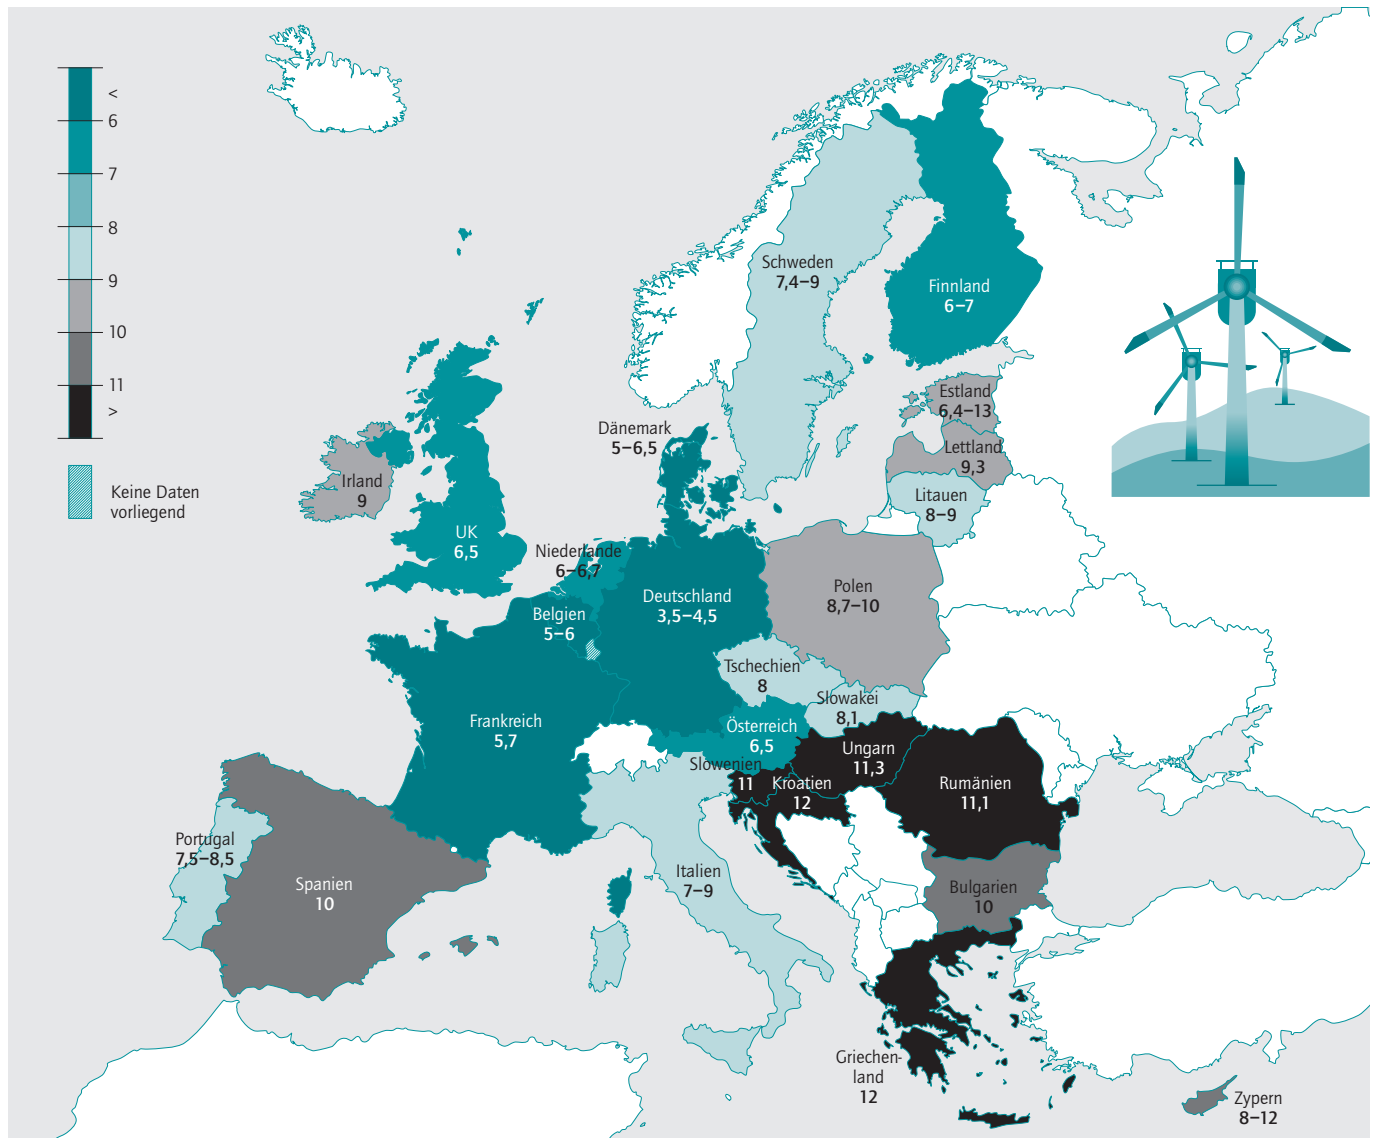 <
6
7
8
9
10
11
>
Keine Daten
vorliegend
Schweden
7,4–9
Finnland
6–7
Estland
6,4–13
Lettland
9,3
Litauen
8–9
Dänemark
5–6,5
Irland
9
UK
6,5
Niederlande
6–6,7
Belgien
5–6
Deutschland
3,5–4,5
Polen
8,7–10
Tschechien
8
Slowakei
8,1
Frankreich
5,7
Österreich
6,5
Ungarn
11,3
Slowenien
11
Kroatien
12
Rumänien
11,1
Portugal
7,5–8,5
Spanien
10
Italien
7–9
Bulgarien
10
Griechen-
land
12
Zypern
8–12